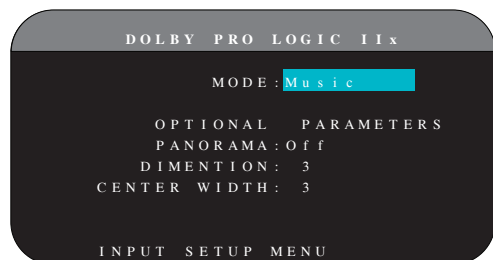 DOLBY PRO LOGIC IIx
MODE:Music
OPTIONAL PARAMETERS
PANORAMA:Off
DIMENTION: 3
CENTER WIDTH: 3
INPUT SETUP MENU